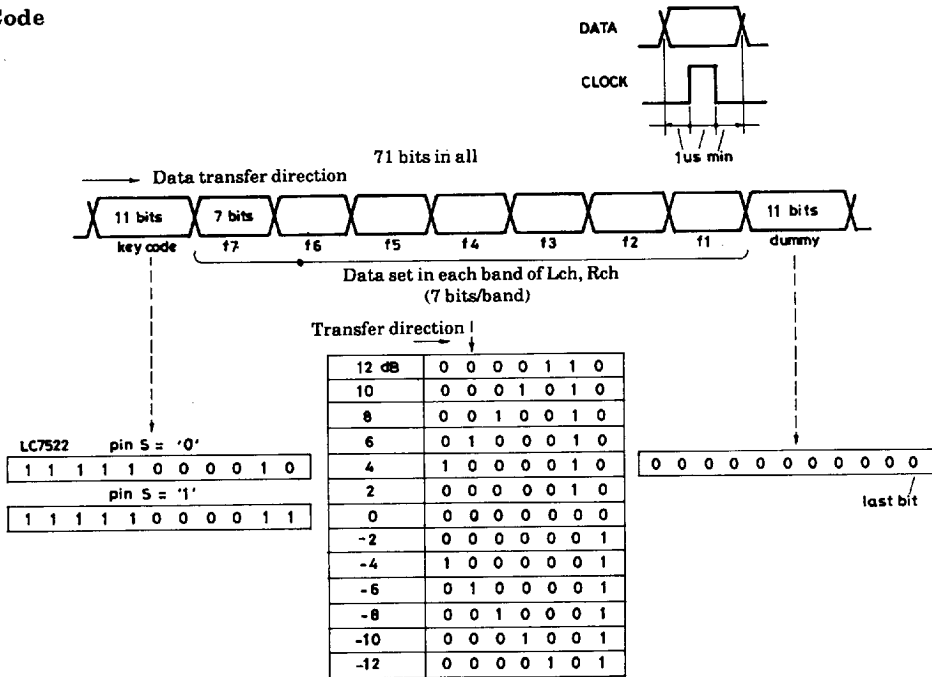 Code
DATA
CLOCK
1us min
71 bits in all
Data transfer direction
11 bits 7 bits 11 bits
key code f7 f6 f5 f4 f3 f2 f1 dummy
Data set in each band of Lch, Rch
(7 bits/band)
Transfer direction
12 dB 0 0 0 0 1 1 0
10 0 0 0 1 0 1 0
8 0 0 1 0 0 1 0
6 0 1 0 0 0 1 0
4 1 0 0 0 0 1 0
2 0 0 0 0 0 1 0
0 0 0 0 0 0 0 0
-2 0 0 0 0 0 0 1
-4 1 0 0 0 0 0 1
-6 0 1 0 0 0 0 1
-8 0 0 1 0 0 0 1
-10 0 0 0 1 0 0 1
-12 0 0 0 0 1 0 1
LC7522 pin S = '0'
1 1 1 1 1 0 0 0 0 1 0
pin S = '1'
1 1 1 1 1 0 0 0 0 1 1
0 0 0 0 0 0 0 0 0 0 0
last bit